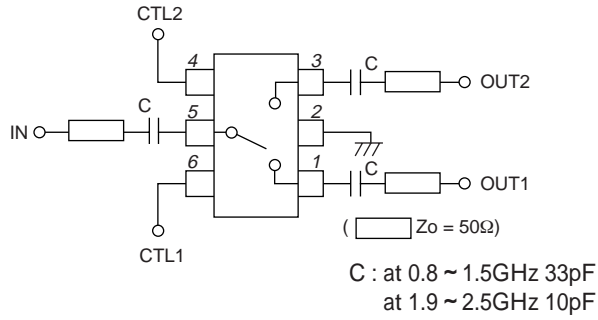 CTL2
4
3
C
OUT2
C
5
2
IN
6
1
C
OUT1
CTL1
( Zo = 50Ω)
C : at 0.8 ~ 1.5GHz 33pF
at 1.9 ~ 2.5GHz 10pF